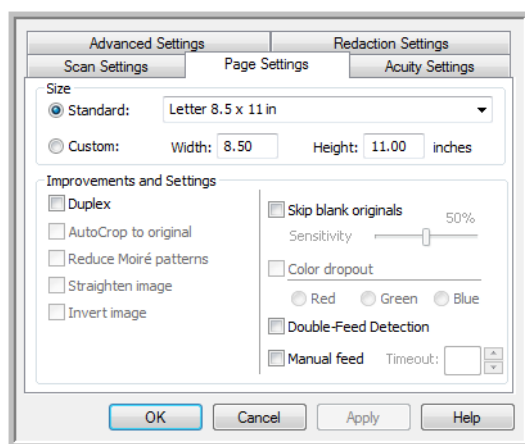 Advanced Settings Redaction Settings
Scan Settings Page Settings Acuity Settings
Size
Standard: Letter 8.5 x 11 in
Custom: Width: 8.50 Height: 11.00 inches
Improvements and Settings
Duplex
AutoCrop to original
Reduce Moiré patterns
Straighten image
Invert image
Skip blank originals 50%
Sensitivity
Color dropout
Red Green Blue
Double-Feed Detection
Manual feed Timeout:
OK Cancel Apply Help